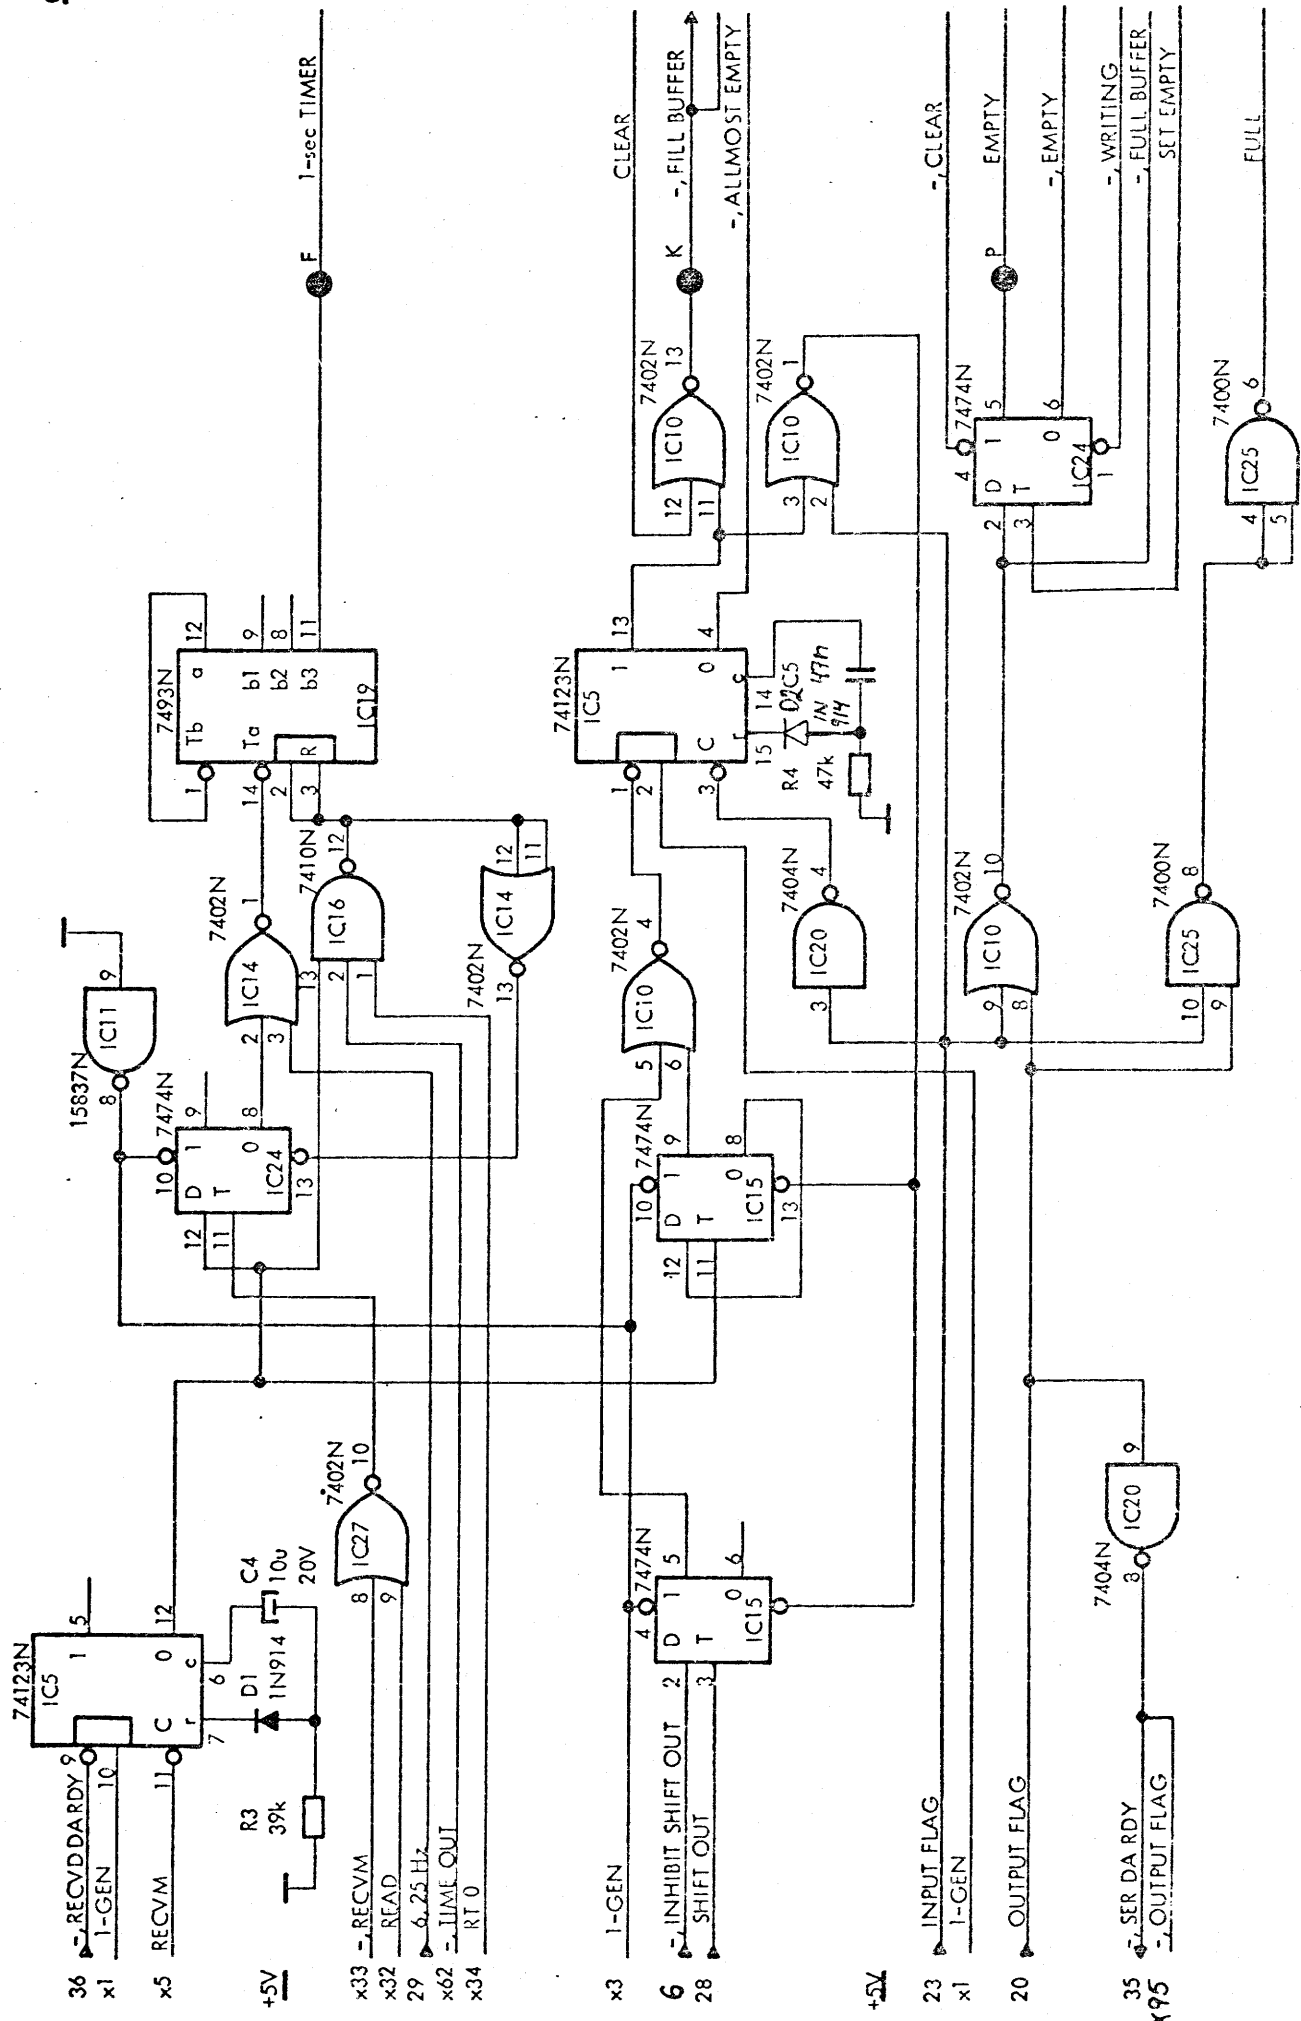 7493N
Tb
a
12
1
Ta
14
b1
9
b2
8
b3
11
2
3
R
IC19
F
1-sec TIMER
15837N
IC11
9
8
7474N
10
D
1
9
12
T
0
8
11
IC24
13
7402N
2
3
IC14
1
7410N
13
2
1
IC16
12
7402N
12
11
IC14
13
74123N
IC5
1
5
0
12
C
r
c
7
6
D1
1N914
C4
10u
20V
R3
39k
36
-,RECVDDARDY
9
x1
1-GEN
10
x5
RECVM
11
+5V
7402N
IC27
8
9
10
x33
-,RECVM
x32
READ
29
6,25Hz
x62
-,TIME OUT
x34
RT 0
CLEAR
7402N
12
11
IC10
13
K
-,FILL BUFFER
-,ALLMOST EMPTY
7402N
3
2
IC10
1
74123N
IC5
1
13
0
4
1
2
3
C
r
c
15
14
R4
47k
D2
C5
1N
914
47n
7402N
5
6
IC10
4
7404N
3
IC20
4
7474N
10
D
1
9
12
T
0
8
11
IC15
13
7474N
4
D
1
5
2
T
0
6
3
IC15
x3
1-GEN
6
-,INHIBIT SHIFT OUT
28
SHIFT OUT
+5V
23
INPUT FLAG
x1
1-GEN
20
OUTPUT FLAG
-,CLEAR
7474N
4
D
1
5
2
T
0
6
3
IC24
1
P
EMPTY
-,EMPTY
-,WRITING
-,FULL BUFFER
SET EMPTY
7402N
9
8
IC10
10
7400N
10
9
IC25
8
7400N
4
5
IC25
6
FULL
7404N
9
IC20
8
35
-,SER DARDY
x95
-,OUTPUT FLAG